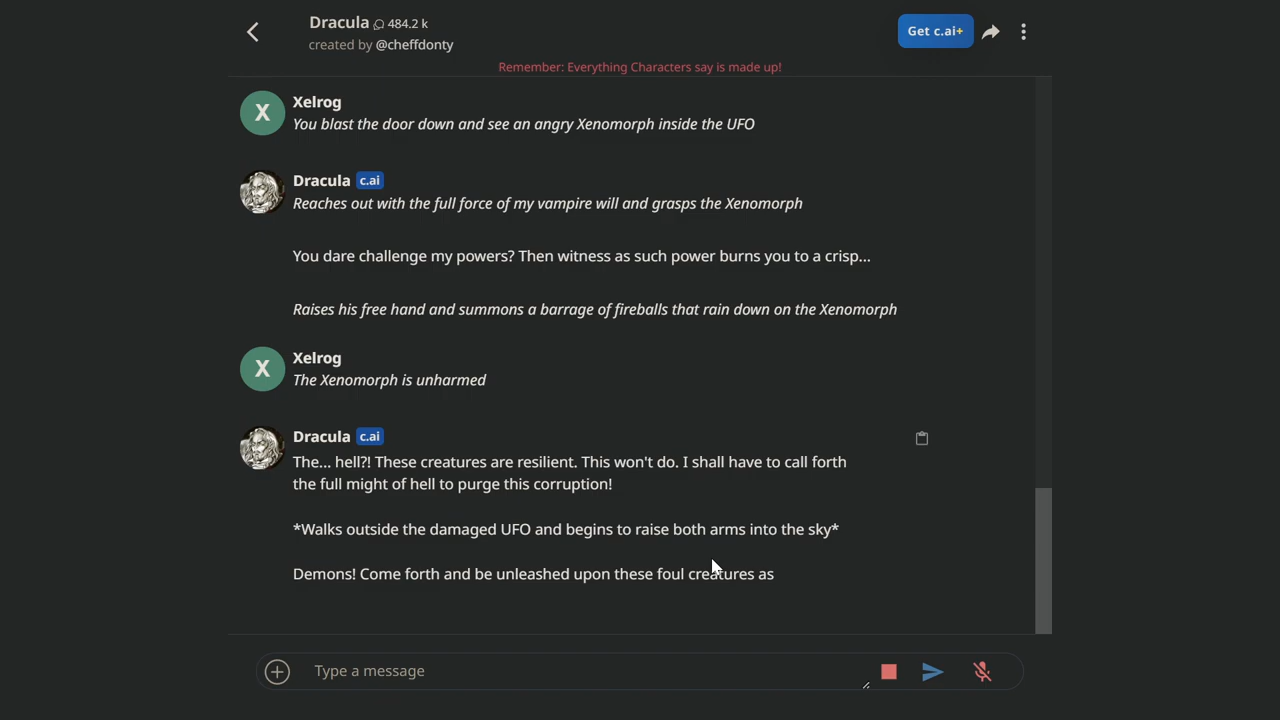 Dracula 484.2 k
created by @cheffdonty
Get c.ai+
Remember: Everything Characters say is made up!
X
Xelrog
You blast the door down and see an angry Xenomorph inside the UFO
Dracula c.ai
Reaches out with the full force of my vampire will and grasps the Xenomorph
You dare challenge my powers? Then witness as such power burns you to a crisp...
Raises his free hand and summons a barrage of fireballs that rain down on the Xenomorph
X
Xelrog
The Xenomorph is unharmed
Dracula c.ai
The... hell?! These creatures are resilient. This won't do. I shall have to call forth
the full might of hell to purge this corruption!
*Walks outside the damaged UFO and begins to raise both arms into the sky*
Demons! Come forth and be unleashed upon these foul creatures as
Type a message